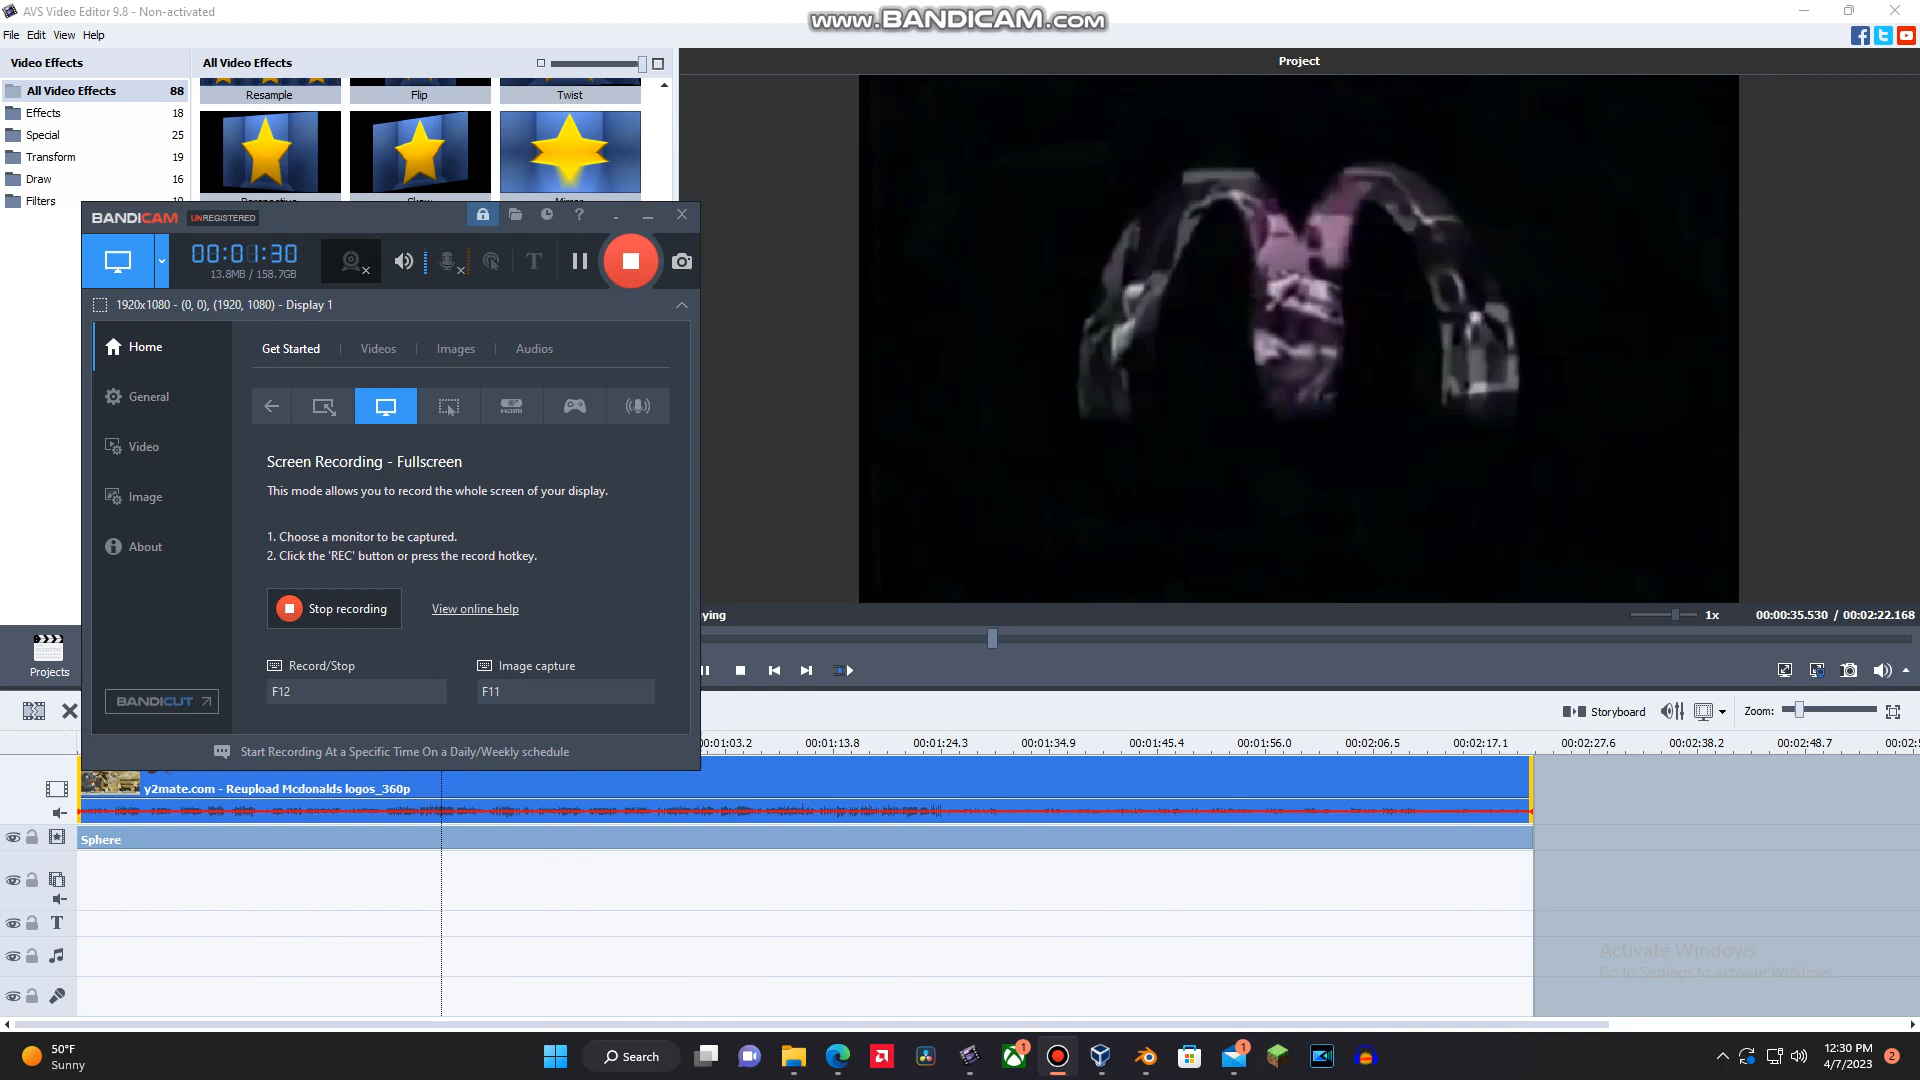 AVS Video Editor 9.8 - Non-activated
www.BANDICAM.com
File Edit View Help
Video Effects
All Video Effects
Project
All Video Effects 88
Effects 18
Special 25
Transform 19
Draw 16
Filters
Resample Flip Twist
BANDICAM UNREGISTERED
00:01:30
13.8MB / 158.7GB
1920x1080 - (0, 0), (1920, 1080) - Display 1
Home
General
Video
Image
About
BANDICUT
Get Started Videos Images Audios
HDMI
Screen Recording - Fullscreen
This mode allows you to record the whole screen of your display.
1. Choose a monitor to be captured.
2. Click the 'REC' button or press the record hotkey.
Stop recording
View online help
Record/Stop
Image capture
F12
F11
Start Recording At a Specific Time On a Daily/Weekly schedule
ying
1x
00:00:35.530 / 00:02:22.168
Projects
Storyboard
Zoom:
00:01:03.2 00:01:13.8 00:01:24.3 00:01:34.9 00:01:45.4 00:01:56.0 00:02:06.5 00:02:17.1 00:02:27.6 00:02:38.2 00:02:48.7 00:02:5
y2mate.com - Reupload Mcdonalds logos_360p
Sphere
T
Activate Windows
Go to Settings to activate Windows.
50°F
Sunny
Search
1
1
12:30 PM
4/7/2023
2